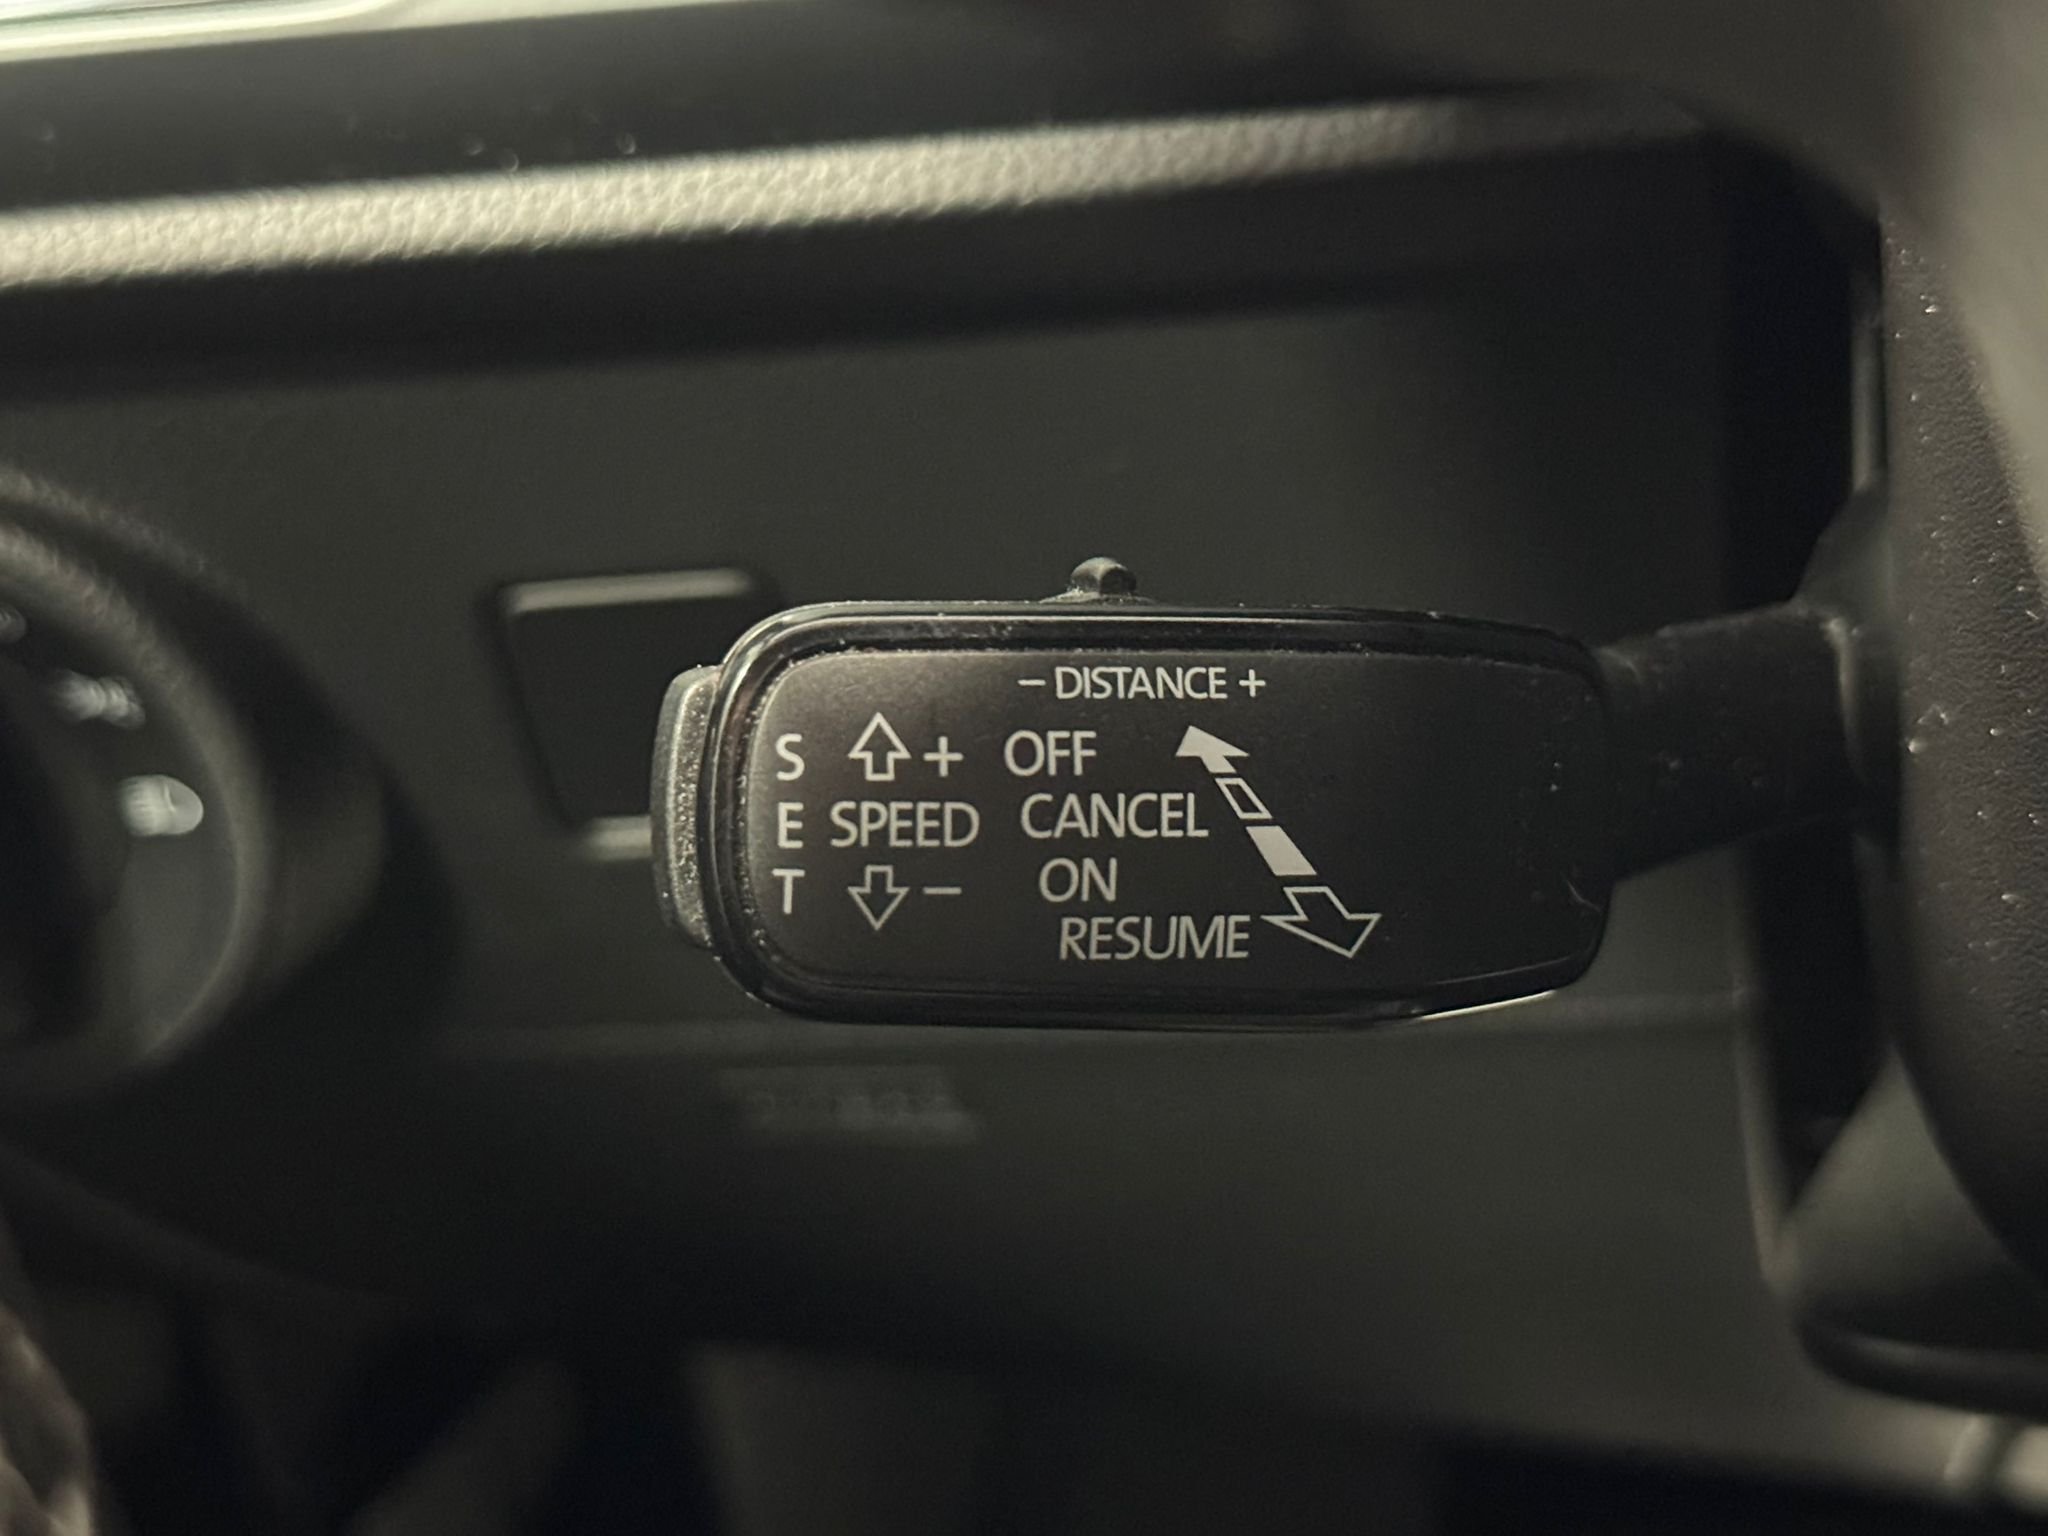 – DISTANCE +
S + OFF
E SPEED CANCEL
T – ON
RESUME